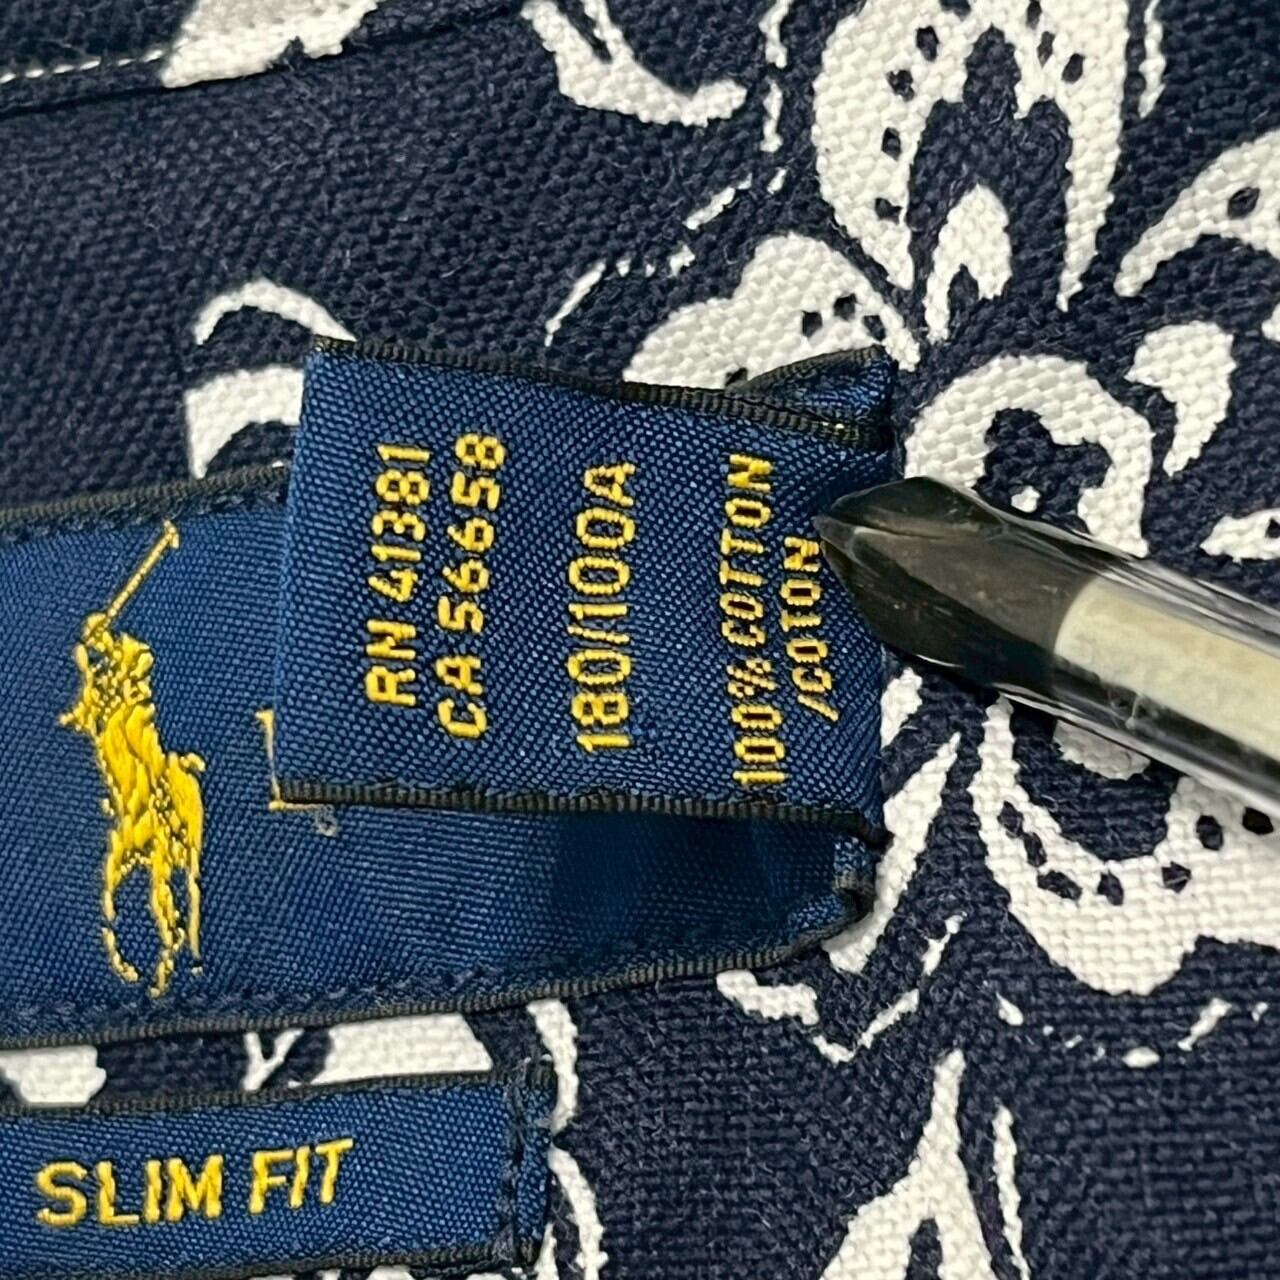 RN 41381
CA 56658
180/100A
100% COTTON
/COTON
SLIM FIT